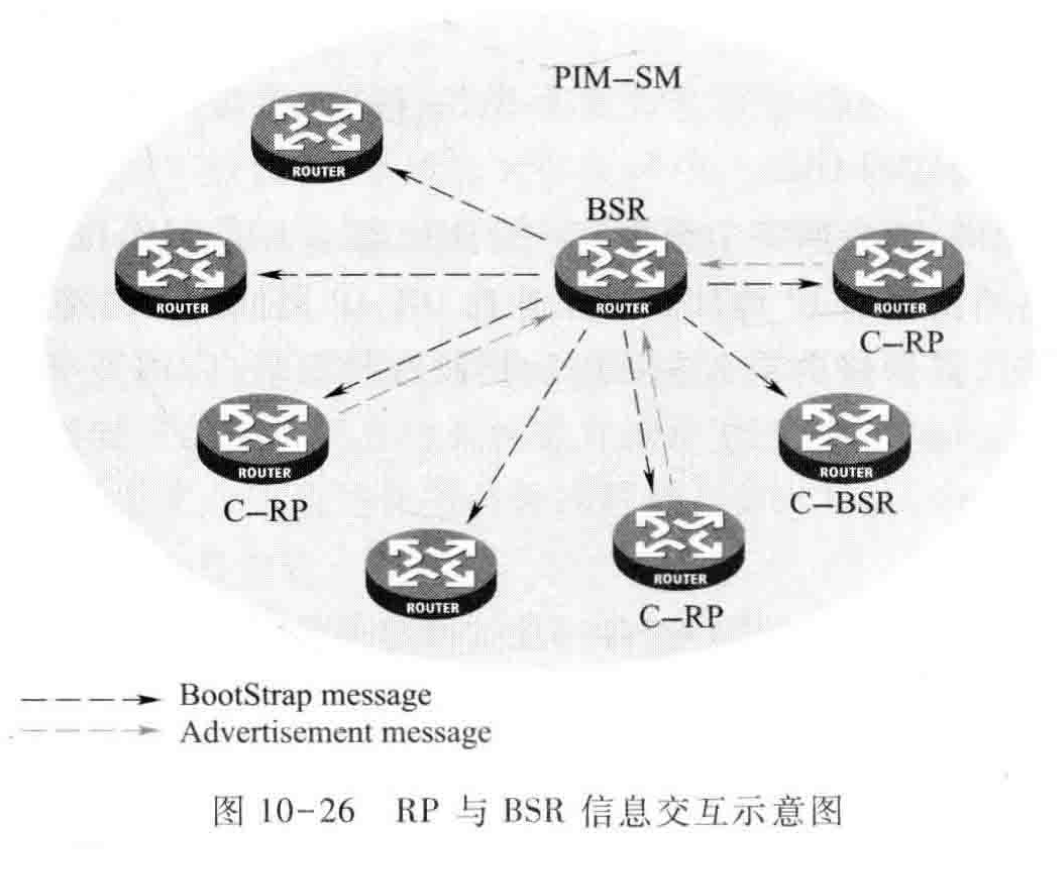 PIM–SM
ROUTER
BSR
ROUTER
ROUTER
ROUTER
C–RP
ROUTER
C–RP
ROUTER
C–BSR
ROUTER
ROUTER
C–RP
BootStrap message
Advertisement message
图 10-26 RP 与 BSR 信息交互示意图